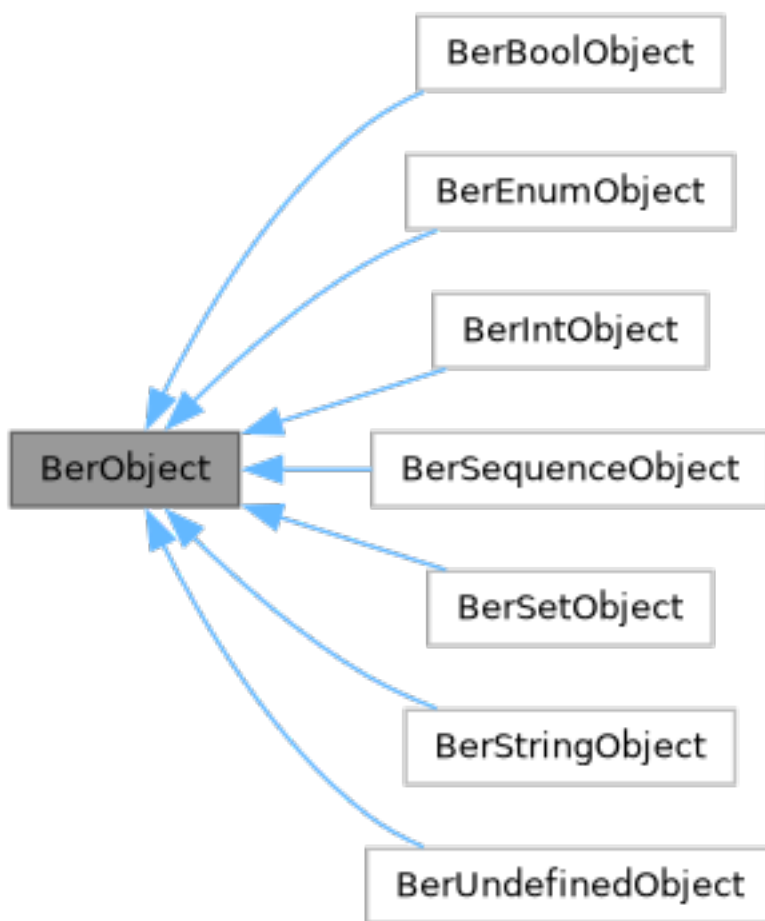 BerBoolObject
BerEnumObject
BerIntObject
BerObject
BerSequenceObject
BerSetObject
BerStringObject
BerUndefinedObject